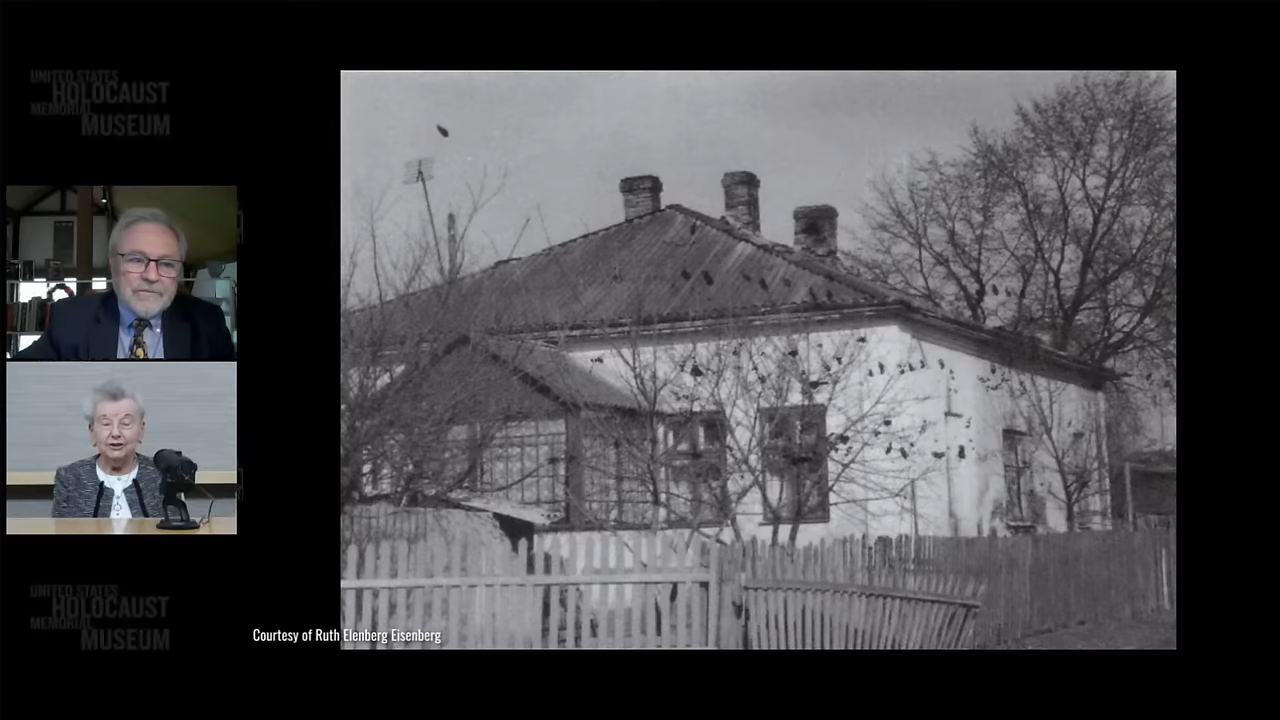 UNITED STATES
HOLOCAUST
MEMORIAL
MUSEUM
UNITED STATES
HOLOCAUST
MEMORIAL
MUSEUM
Courtesy of Ruth Elenberg Eisenberg